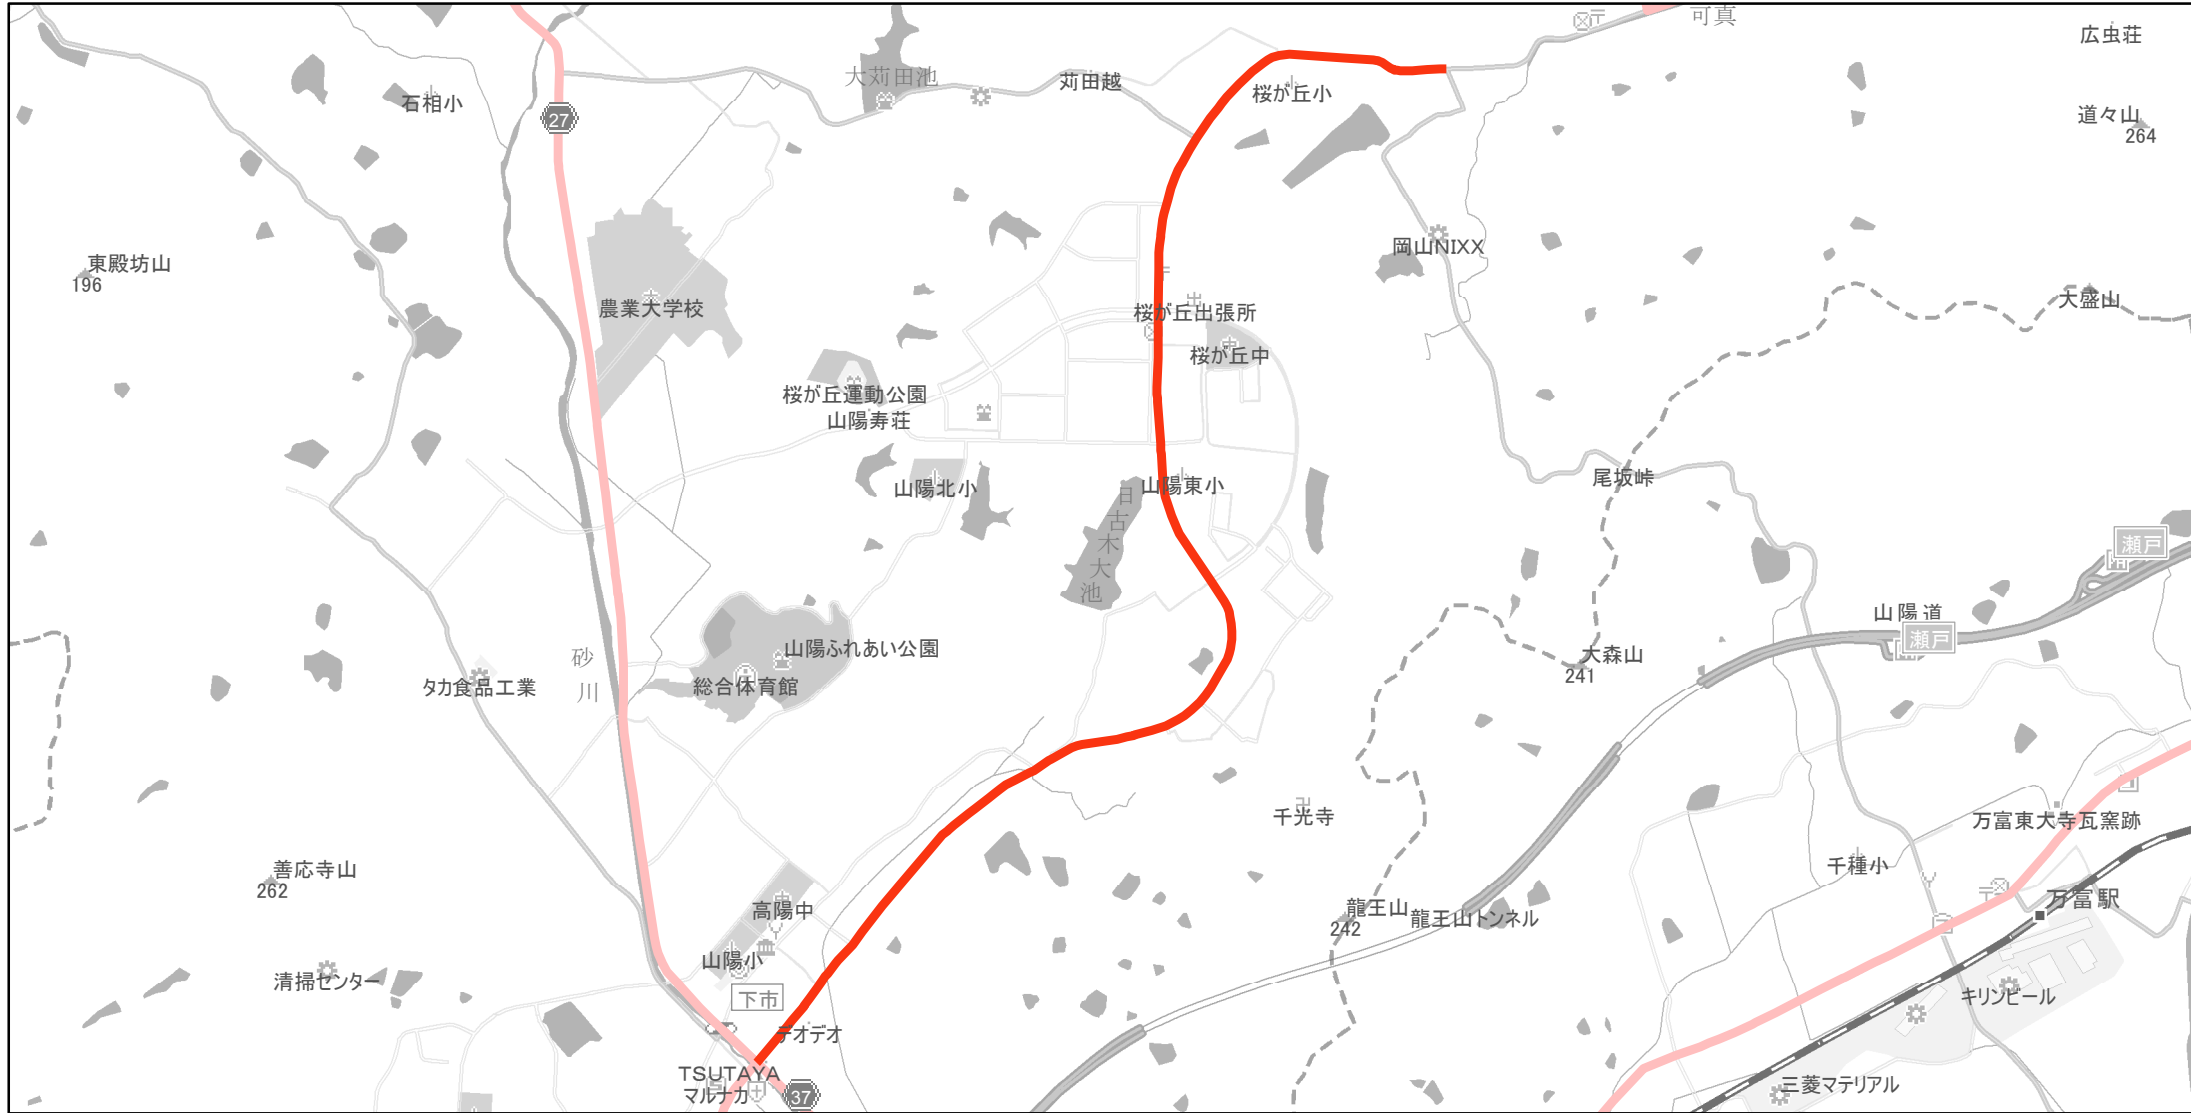 可真
広虫荘
大苅田池
苅田越
石相小
桜が丘小
27
道々山
264
岡山NIXX
東殿坊山
196
農業大学校
桜が丘出張所
大盛山
桜が丘中
桜が丘運動公園
山陽寿荘
山陽北小
山陽東小
尾坂峠
日古木大池
瀬戸
山陽道
瀬戸
山陽ふれあい公園
大森山
241
砂川
総合体育館
タカ食品工業
千光寺
万富東大寺瓦窯跡
善応寺山
262
千種小
高陽中
龍王山
242
龍王山トンネル
万富駅
山陽小
清掃センター
下市
キリンビール
デオデオ
TSUTAYA
マルナカ
37
三菱マテリアル